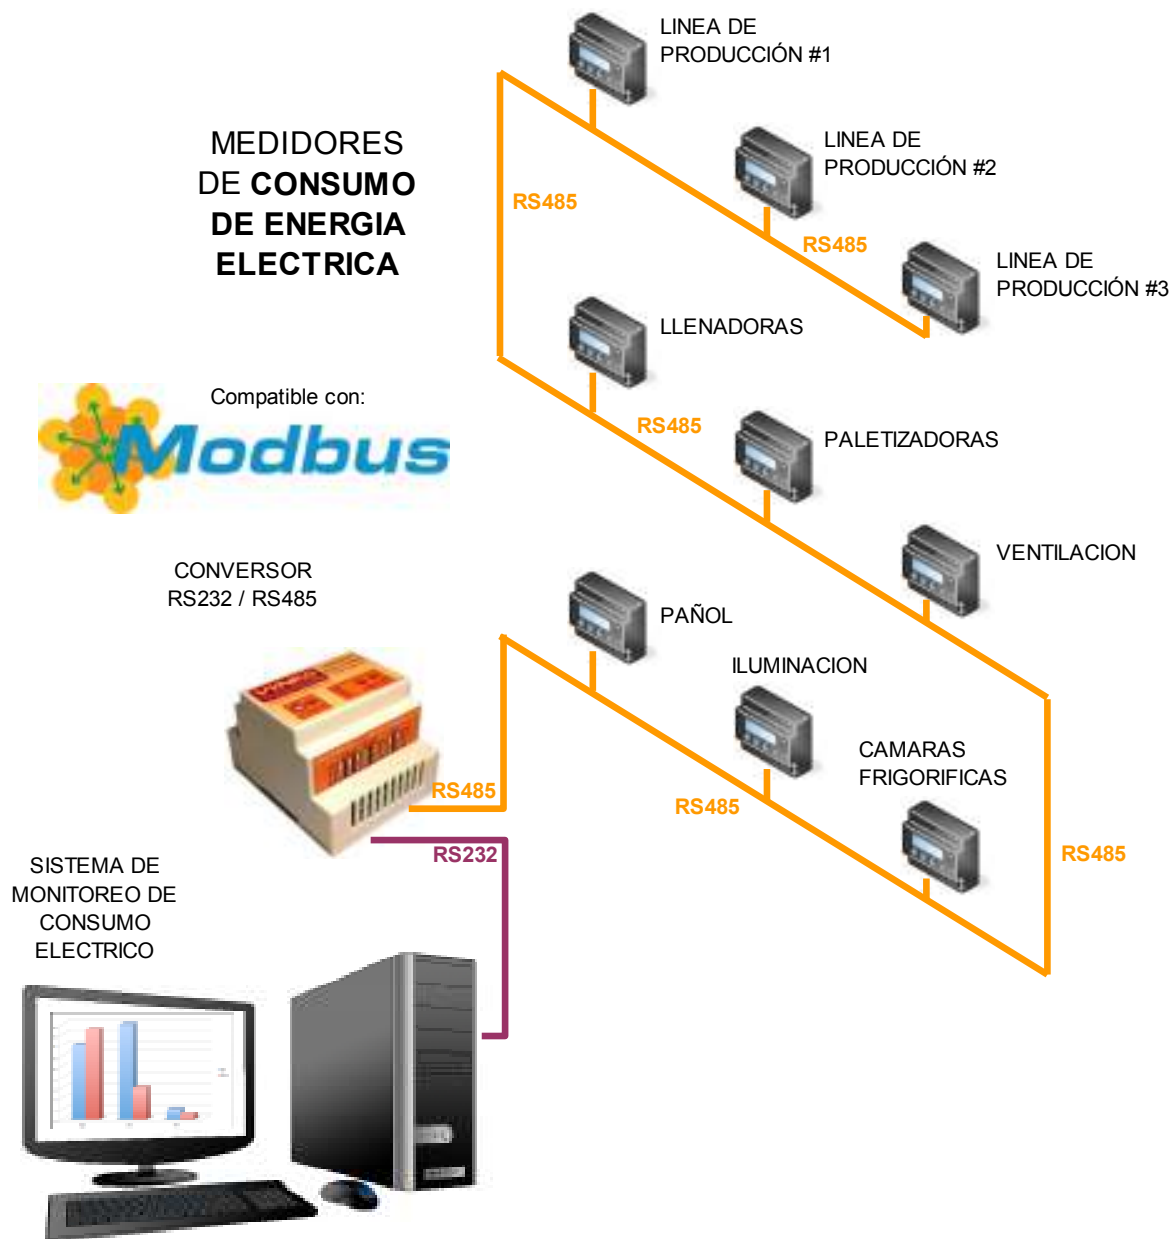 LINEA DE
PRODUCCIÓN #1
MEDIDORES
DE CONSUMO
DE ENERGIA
ELECTRICA
LINEA DE
PRODUCCIÓN #2
RS485
RS485
LINEA DE
PRODUCCIÓN #3
LLENADORAS
Compatible con:
Modbus
RS485
PALETIZADORAS
VENTILACION
CONVERSOR
RS232 / RS485
PAÑOL
ILUMINACION
CAMARAS
FRIGORIFICAS
RS485
RS485
RS485
RS232
SISTEMA DE
MONITOREO DE
CONSUMO
ELECTRICO